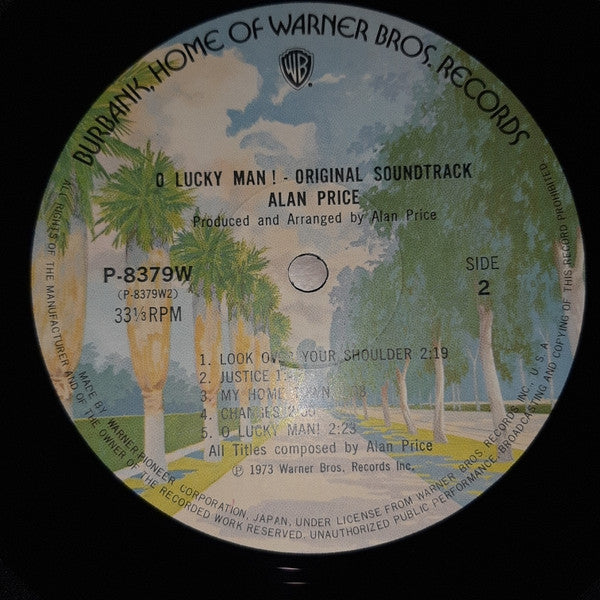 BURBANK, HOME OF WARNER BROS. RECORDS
WB
O LUCKY MAN! - ORIGINAL SOUNDTRACK
ALAN PRICE
Produced and Arranged by Alan Price
P-8379W
(P-8379W2)
33⅓RPM
SIDE
2
1. LOOK OVER YOUR SHOULDER 2:19
2. JUSTICE
3. MY HOME TOWN
4. CHANGES
5. O LUCKY MAN! 2:23
All Titles composed by Alan Price
Ⓟ 1973 Warner Bros. Records Inc.
MADE BY WARNER-PIONEER CORPORATION, JAPAN, UNDER LICENSE FROM WARNER BROS RECORDS INC., U.S.A.
ALL RIGHTS OF THE MANUFACTURER AND OF THE OWNER OF THE RECORDED WORK RESERVED. UNAUTHORIZED PUBLIC PERFORMANCE, BROADCASTING AND COPYING OF THIS RECORD PROHIBITED